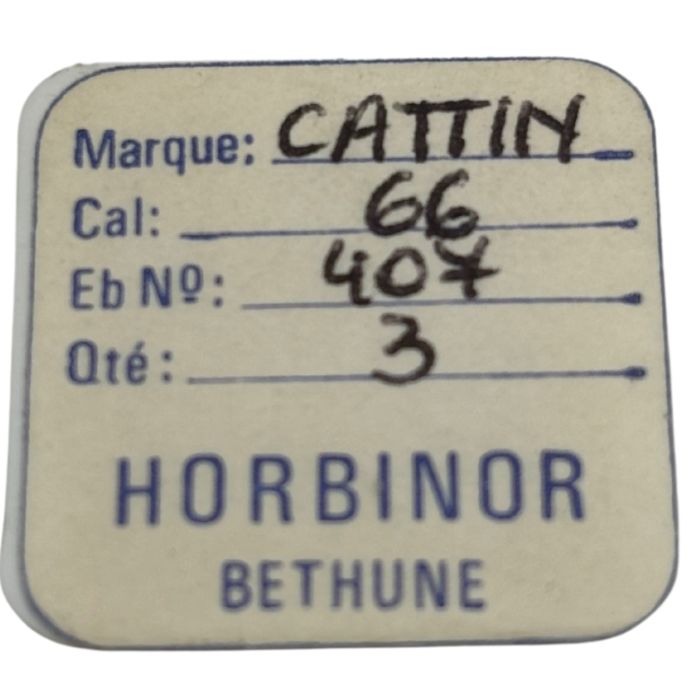 Marque: CATTIN
Cal: 66
Eb Nº: 407
Qté: 3
HORBINOR
BETHUNE